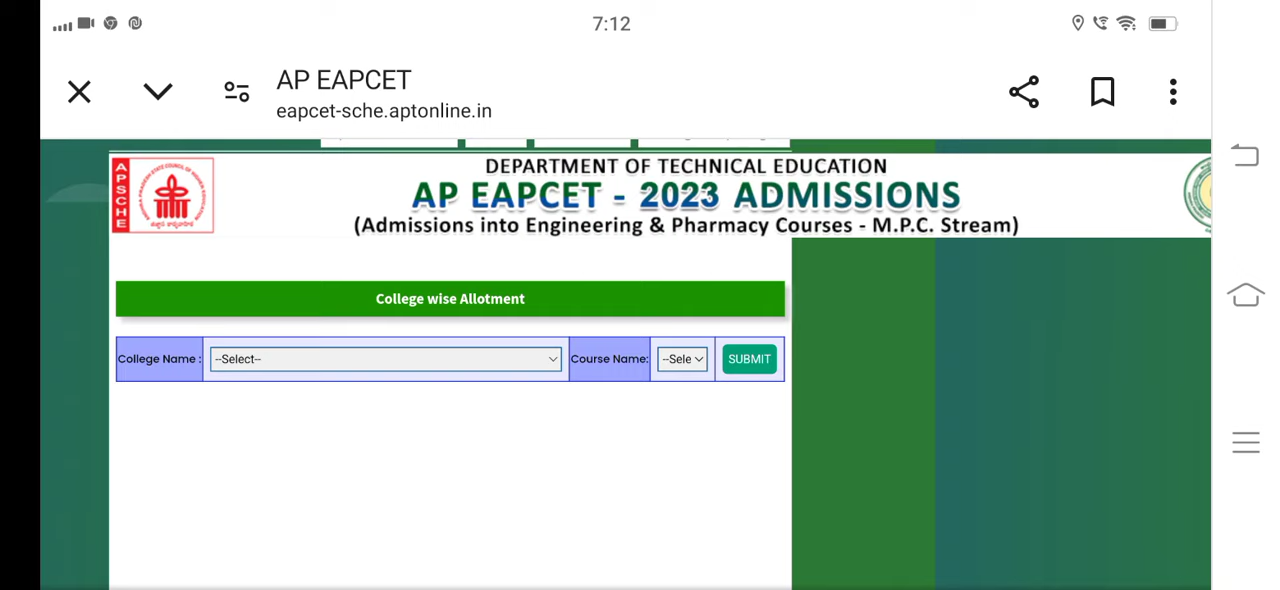 7:12
AP EAPCET
eapcet-sche.aptonline.in
APSCHE
DEPARTMENT OF TECHNICAL EDUCATION
AP EAPCET - 2023 ADMISSIONS
(Admissions into Engineering & Pharmacy Courses - M.P.C. Stream)
College wise Allotment
College Name : --Select-- Course Name: --Sele SUBMIT